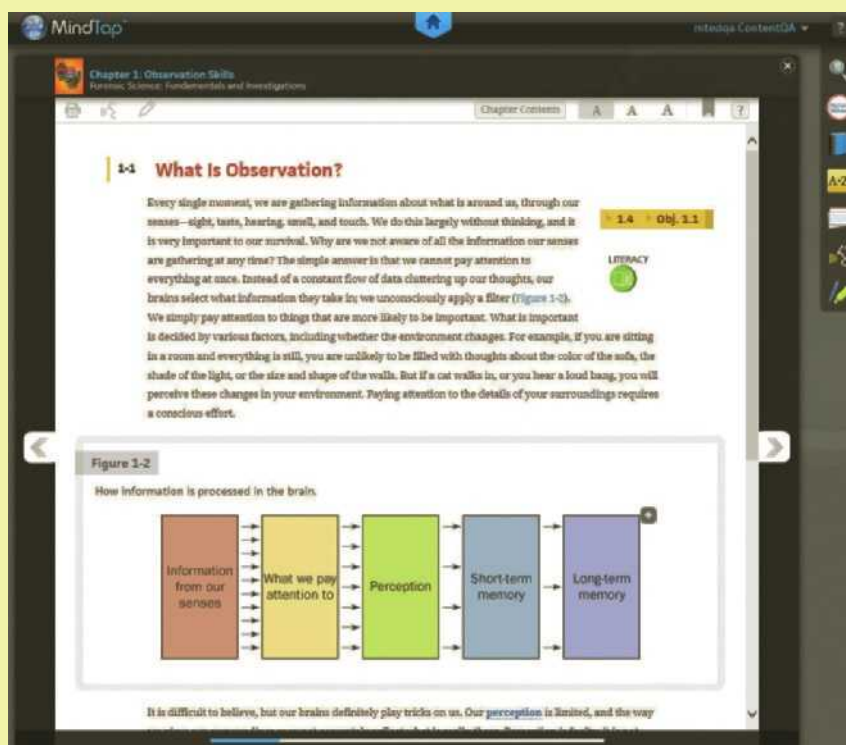 MindTap
mtedqa ContentQA
?
Chapter 1: Observation Skills
Forensic Science: Fundamentals and Investigations
Chapter Contents A A A ?
1-1 What Is Observation?
Every single moment, we are gathering information about what is around us, through our
senses—sight, taste, hearing, smell, and touch. We do this largely without thinking, and it
is very important to our survival. Why are we not aware of all the information our senses
are gathering at any time? The simple answer is that we cannot pay attention to
everything at once. Instead of a constant flow of data cluttering up our thoughts, our
brains select what information they take in; we unconsciously apply a filter (Figure 1-2).
We simply pay attention to things that are more likely to be important. What is important
is decided by various factors, including whether the environment changes. For example, if you are sitting
in a room and everything is still, you are unlikely to be filled with thoughts about the color of the sofa, the
shade of the light, or the size and shape of the walls. But if a cat walks in, or you hear a loud bang, you will
perceive these changes in your environment. Paying attention to the details of your surroundings requires
a conscious effort.
1.4 Obj. 1.1
LITERACY
A-Z
Figure 1-2
How information is processed in the brain.
Information
from our
senses
What we pay
attention to
Perception
Short-term
memory
Long-term
memory
It is difficult to believe, but our brains definitely play tricks on us. Our perception is limited, and the way